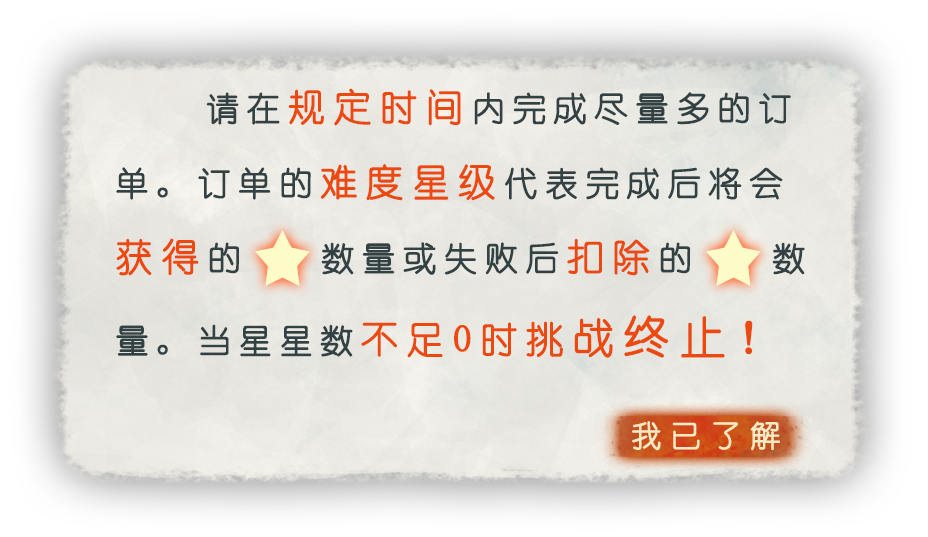 请在规定时间内完成尽量多的订
单。订单的难度星级代表完成后将会
获得的 数量或失败后扣除的 数
量。当星星数不足0时挑战终止！
我已了解